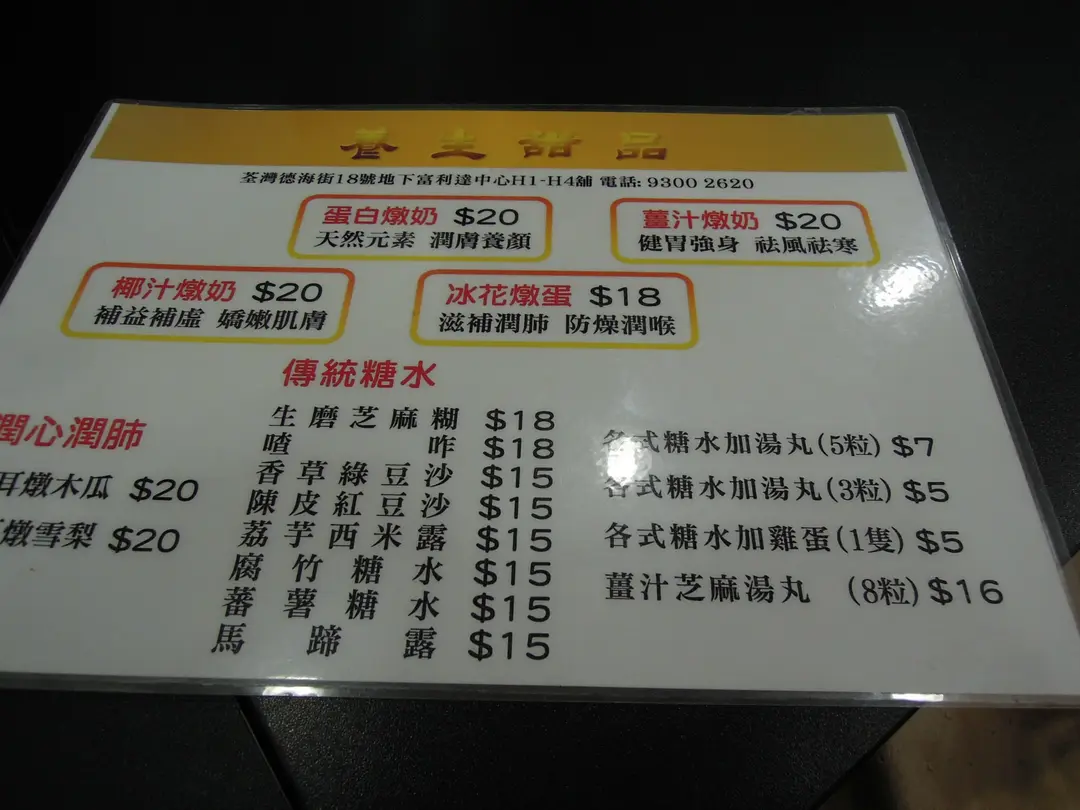 養生甜品
荃灣德海街18號地下富利達中心H1-H4舖 電話: 9300 2620
蛋白燉奶 $20
天然元素 潤膚養顏
薑汁燉奶 $20
健胃強身 祛風祛寒
椰汁燉奶 $20
補益補虛 嬌嫩肌膚
冰花燉蛋 $18
滋補潤肺 防燥潤喉
潤心潤肺
耳燉木瓜 $20
燉雪梨 $20
傳統糖水
生磨芝麻糊 $18
喳咋 $18
香草綠豆沙 $15
陳皮紅豆沙 $15
荔芋西米露 $15
腐竹糖水 $15
蕃薯糖水 $15
馬蹄露 $15
各式糖水加湯丸(5粒) $7
各式糖水加湯丸(3粒) $5
各式糖水加雞蛋(1隻) $5
薑汁芝麻湯丸 (8粒) $16